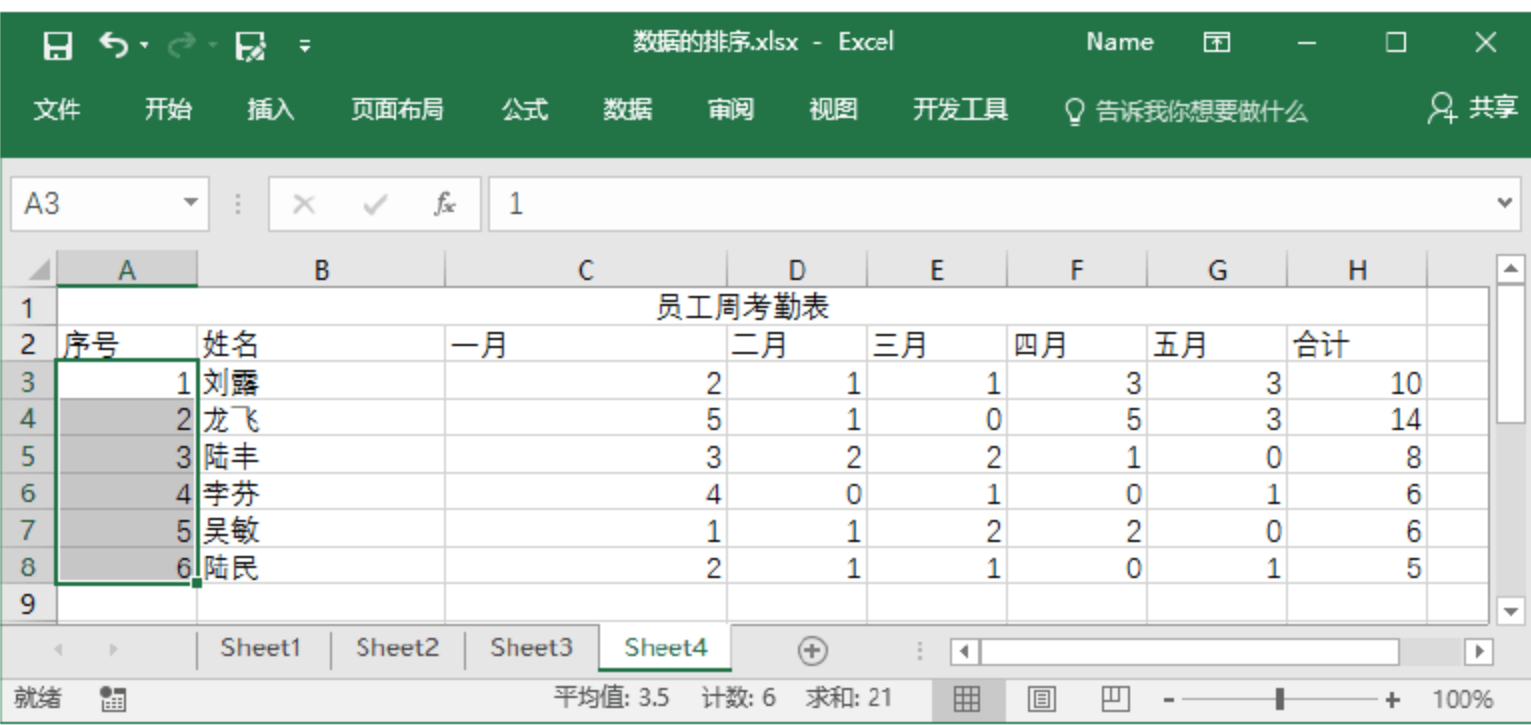 数据的排序.xlsx - Excel Name
文件 开始 插入 页面布局 公式 数据 审阅 视图 开发工具 告诉我你想要做什么 共享
A3 fx 1
A B C D E F G H
1 员工周考勤表
2 序号 姓名 一月 二月 三月 四月 五月 合计
3 1 刘露 2 1 1 3 3 10
4 2 龙飞 5 1 0 5 3 14
5 3 陆丰 3 2 2 1 0 8
6 4 李芬 4 0 1 0 1 6
7 5 吴敏 1 1 2 2 0 6
8 6 陆民 2 1 1 0 1 5
9
Sheet1 Sheet2 Sheet3 Sheet4
就绪 平均值: 3.5 计数: 6 求和: 21 - + 100%